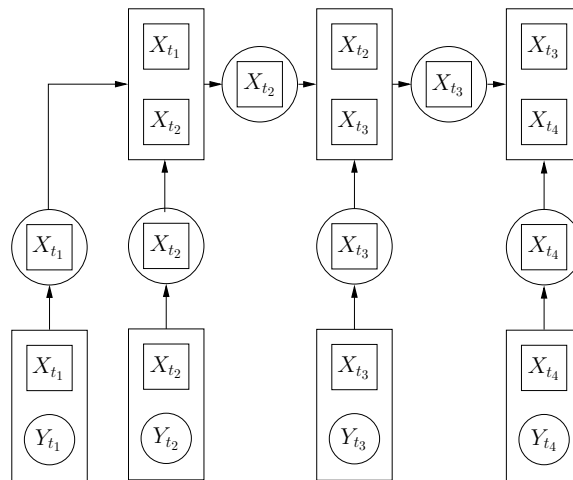 X_{t_1} X_{t_2} X_{t_3}
X_{t_2} X_{t_3}
X_{t_2} X_{t_3} X_{t_4}
X_{t_1} X_{t_2} X_{t_3} X_{t_4}
X_{t_1} X_{t_2} X_{t_3} X_{t_4}
Y_{t_1} Y_{t_2} Y_{t_3} Y_{t_4}